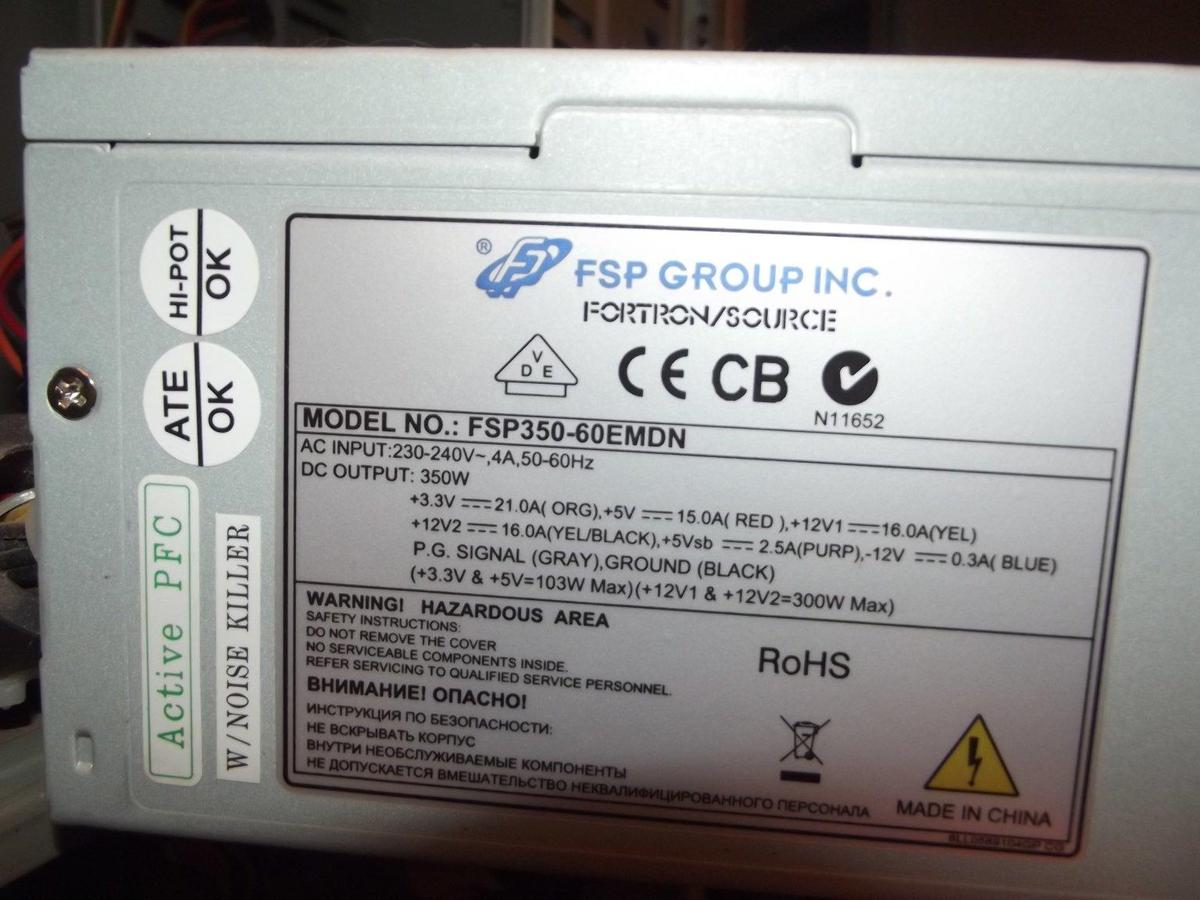 HI-POT
OK
ATE
OK
Active PFC
W/NOISE KILLER
® FSP GROUP INC.
FORTRON/SOURCE
V
D E
CE CB
N11652
MODEL NO.: FSP350-60EMDN
AC INPUT:230-240V~,4A,50-60Hz
DC OUTPUT: 350W
+3.3V ⎓ 21.0A( ORG),+5V ⎓ 15.0A( RED ),+12V1 ⎓ 16.0A(YEL)
+12V2 ⎓ 16.0A(YEL/BLACK),+5Vsb ⎓ 2.5A(PURP),-12V ⎓ 0.3A( BLUE)
P.G. SIGNAL (GRAY),GROUND (BLACK)
(+3.3V & +5V=103W Max)(+12V1 & +12V2=300W Max)
WARNING! HAZARDOUS AREA
SAFETY INSTRUCTIONS:
DO NOT REMOVE THE COVER
NO SERVICEABLE COMPONENTS INSIDE.
REFER SERVICING TO QUALIFIED SERVICE PERSONNEL.
RoHS
ВНИМАНИЕ! ОПАСНО!
ИНСТРУКЦИЯ ПО БЕЗОПАСНОСТИ:
НЕ ВСКРЫВАТЬ КОРПУС
ВНУТРИ НЕОБСЛУЖИВАЕМЫЕ КОМПОНЕНТЫ
НЕ ДОПУСКАЕТСЯ ВМЕШАТЕЛЬСТВО НЕКВАЛИФИЦИРОВАННОГО ПЕРСОНАЛА
MADE IN CHINA